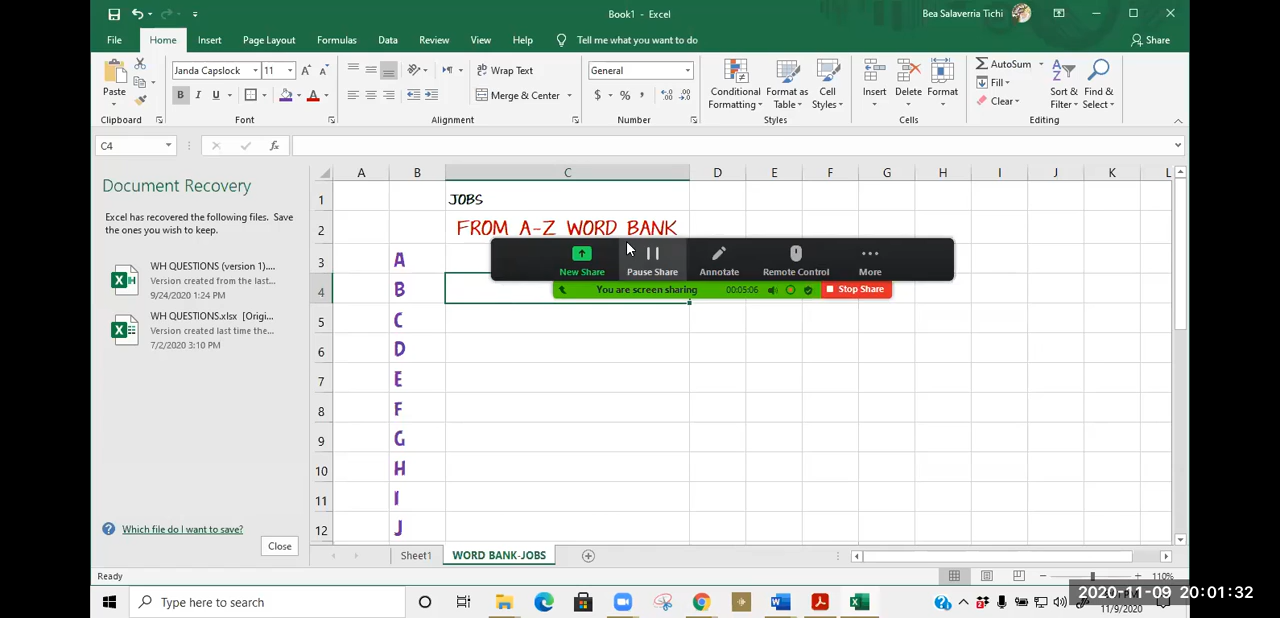 Book1 - Excel
Bea Salaverria Tichi
File Home Insert Page Layout Formulas Data Review View Help Tell me what you want to do
Share
Paste
Clipboard
Janda Capslock 11
B I U
Font
Wrap Text
Merge & Center
Alignment
General
$ % ,
Number
Conditional Formatting
Format as Table
Cell Styles
Styles
Insert Delete Format
Cells
AutoSum
Fill
Clear
Sort & Filter
Find & Select
Editing
C4
fx
Document Recovery
Excel has recovered the following files. Save
the ones you wish to keep.
WH QUESTIONS (version 1)....
Version created from the last...
9/24/2020 1:24 PM
WH QUESTIONS.xlsx [Origi...
Version created last time the...
7/2/2020 3:10 PM
Which file do I want to save?
Close
A B C D E F G H I J K L
1 JOBS
2 FROM A-Z WORD BANK
3 A
4 B
5 C
6 D
7 E
8 F
9 G
10 H
11 I
12 J
New Share Pause Share Annotate Remote Control More
You are screen sharing 00:05:06 Stop Share
Sheet1 WORD BANK-JOBS
Ready
110%
Type here to search
2020-11-09 20:01:32
11/9/2020